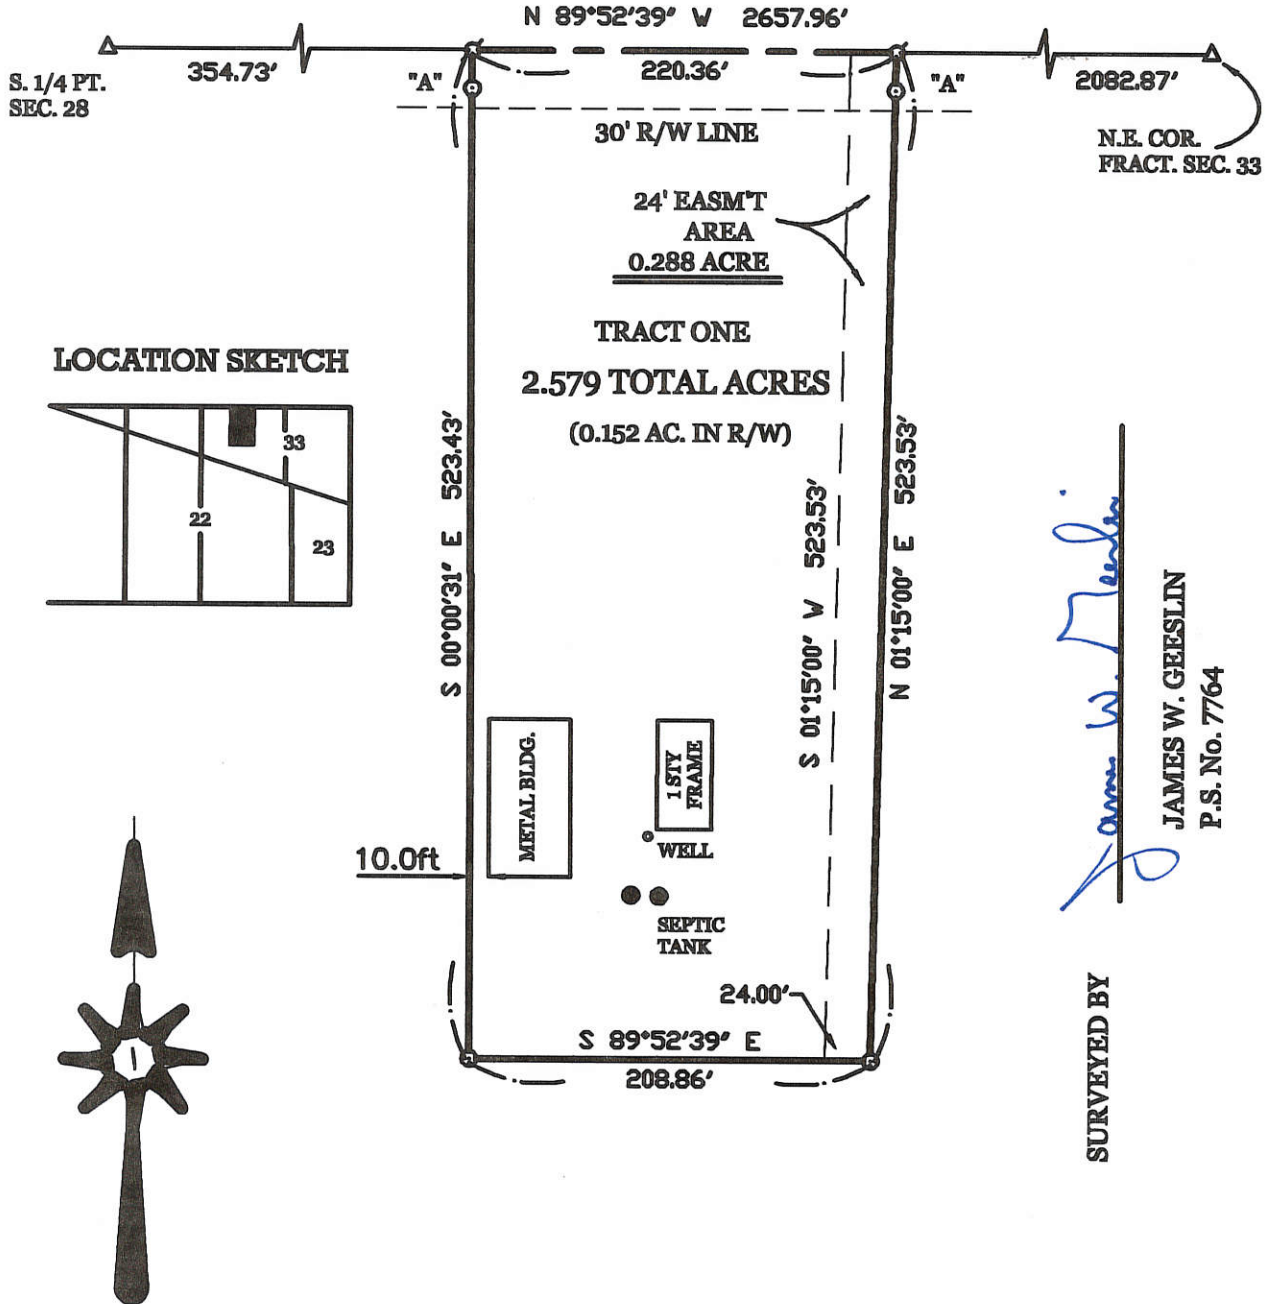 N 89°52'39" W 2657.96'
S. 1/4 PT.
SEC. 28
354.73'
"A"
220.36'
"A"
2082.87'
30' R/W LINE
N.E. COR.
FRACT. SEC. 33
24' EASM'T
AREA
0.288 ACRE
TRACT ONE
2.579 TOTAL ACRES
(0.152 AC. IN R/W)
LOCATION SKETCH
33
22
23
S 00°00'31" E 523.43'
S 01°15'00" W 523.53'
N 01°15'00" E 523.53'
METAL BLDG.
1 STY
FRAME
WELL
10.0ft
SEPTIC
TANK
24.00'
S 89°52'39" E
208.86'
SURVEYED BY
James W. Geeslin
JAMES W. GEESLIN
P.S. No. 7764